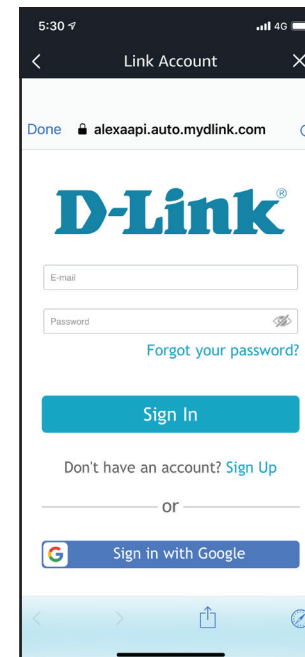 5:30 4G
Link Account
Done alexaapi.auto.mydlink.com
D-Link®
E-mail
Password
Forgot your password?
Sign In
Don't have an account? Sign Up
or
G Sign in with Google